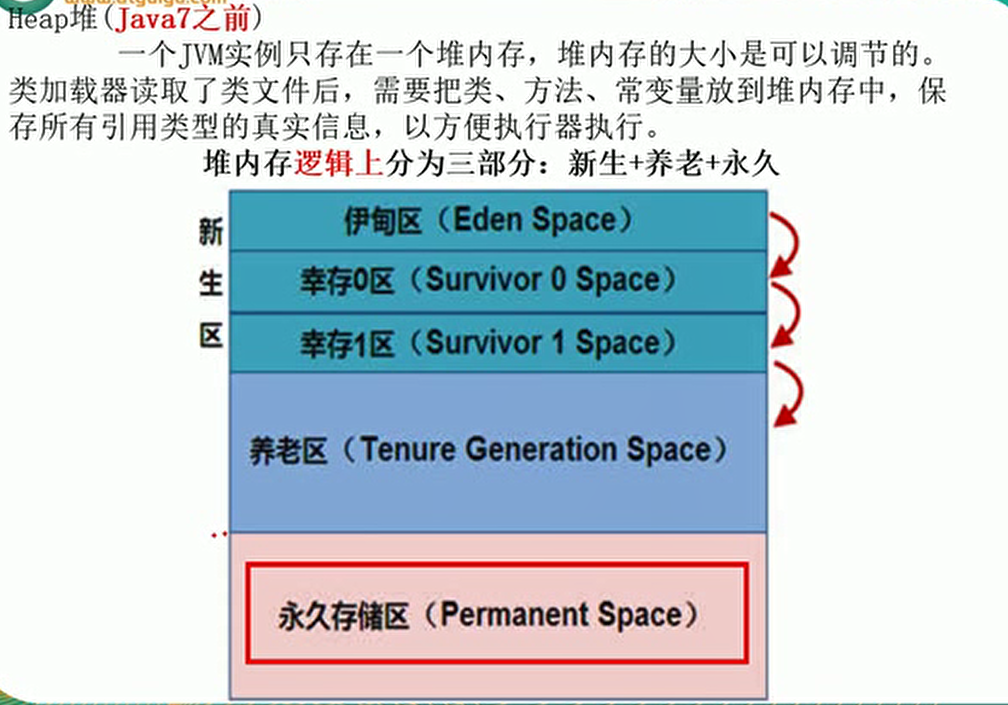 Heap堆(Java7之前)
一个JVM实例只存在一个堆内存，堆内存的大小是可以调节的。
类加载器读取了类文件后，需要把类、方法、常变量放到堆内存中，保
存所有引用类型的真实信息，以方便执行器执行。
堆内存逻辑上分为三部分：新生+养老+永久
新生区
伊甸区（Eden Space）
幸存0区（Survivor 0 Space）
幸存1区（Survivor 1 Space）
养老区（Tenure Generation Space）
永久存储区（Permanent Space）